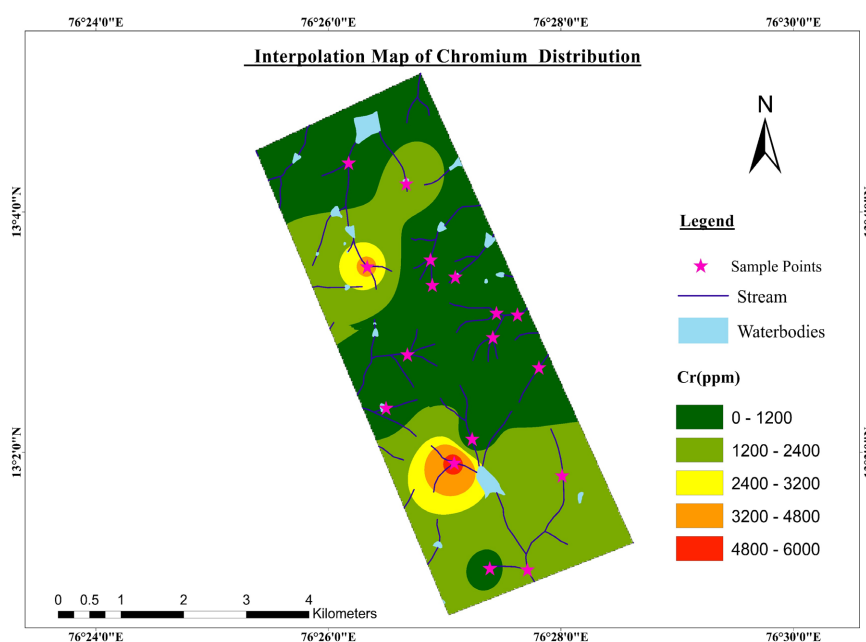 76°24'0"E 76°26'0"E 76°28'0"E 76°30'0"E
Interpolation Map of Chromium Distribution
N
13°4'0"N
Legend
Sample Points
Stream
Waterbodies
Cr(ppm)
0 - 1200
1200 - 2400
2400 - 3200
3200 - 4800
4800 - 6000
13°2'0"N
0 0.5 1 2 3 4
Kilometers
76°24'0"E 76°26'0"E 76°28'0"E 76°30'0"E